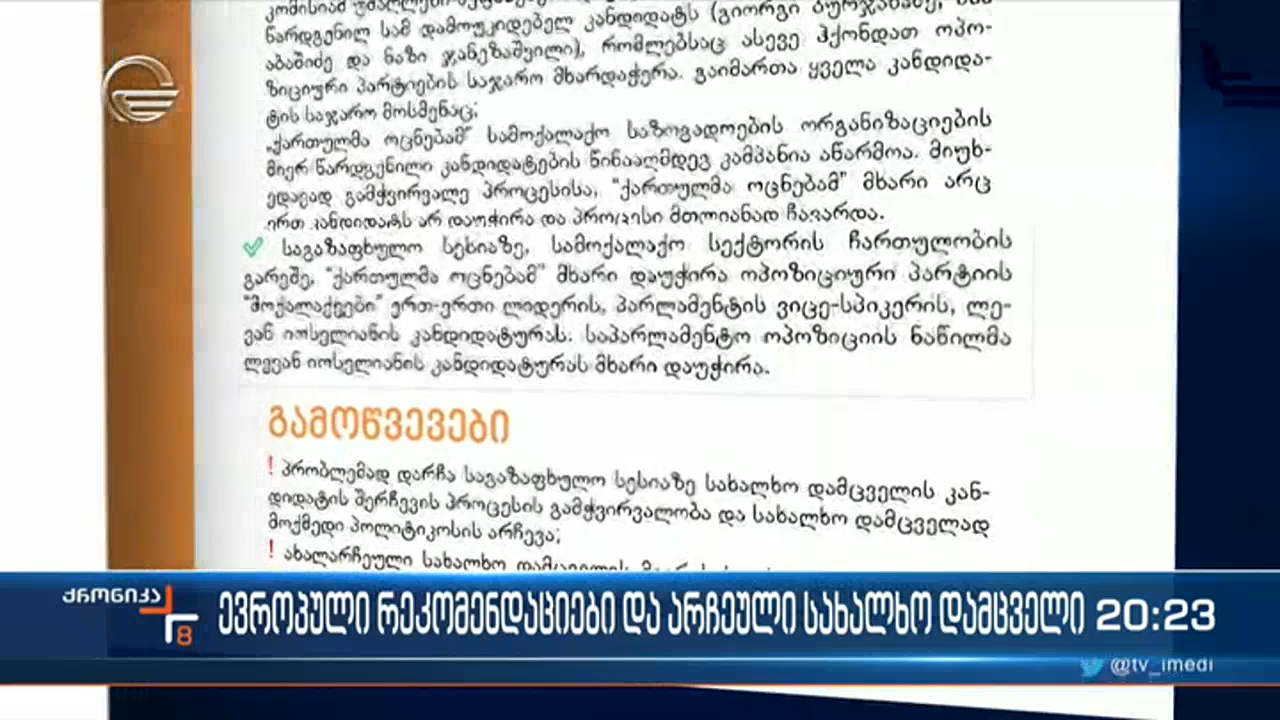 ნარდგენილ სამ დამოუკიდებელ კანდიდატს (გიორგი
აბაშიძე და ნაზი ჯანეზაშვილი), რომლებსაც ასევე ჰქონდათ ოპო-
ზიციური პარტიების საჯარო მხარდაჭერა. გაიმართა ყველა კანდიდა-
ტის საჯარო მოსმენაც;
„ქართულმა ოცნებამ“ სამოქალაქო საზოგადოების ორგანიზაციების
მიერ წარდგენილი კანდიდატების წინააღმდეგ კამპანია აწარმოა. მიუხ-
ედავად გამჭვირვალე პროცესისა, "ქართულმა ოცნებამ" მხარი არც
ერთ კანდიდატს არ დაუჭირა და პროცესი მთლიანად ჩავარდა.
საგაზაფხულო სესიაზე, სამოქალაქო სექტორის ჩართულობის
გარეშე, "ქართულმა ოცნებამ" მხარი დაუჭირა ოპოზიციური პარტიის
"მოქალაქეები" ერთ-ერთი ლიდერის, პარლამენტის ვიცე-სპიკერის, ლე-
ვან იოსელიანის კანდიდატურას. საპარლამენტო ოპოზიციის ნაწილმა
ლევან იოსელიანის კანდიდატურას მხარი დაუჭირა.
გამოწვევები
! პრობლემად დარჩა საგაზაფხულო სესიაზე სახალხო დამცველის კან-
დიდატის შერჩევის პროცესის გამჭვირვალობა და სახალხო დამცველად
მოქმედი პოლიტიკოსის არჩევა;
! ახალარჩეული სახალხო
ქრონიკა
8
ევროპული რეკომენდაციები და არჩეული სახალხო დამცველი 20:23
@tv_imedi